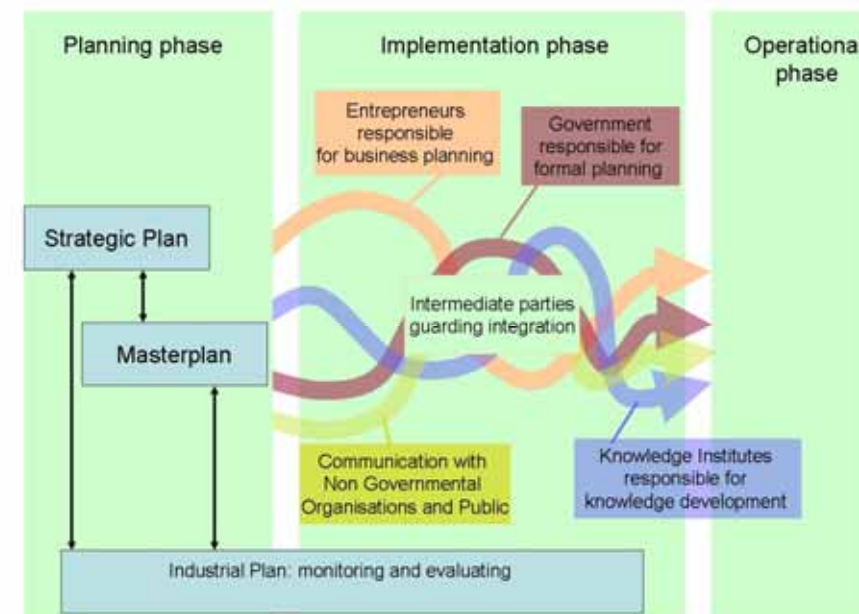 Planning phase
Implementation phase
Operationa
phase
Entrepreneurs
responsible
for business planning
Government
responsible for
formal planning
Strategic Plan
Intermediate parties
guarding integration
Masterplan
Communication with
Non Governmental
Organisations and Public
Knowledge Institutes
responsible for
knowledge development
Industrial Plan: monitoring and evaluating